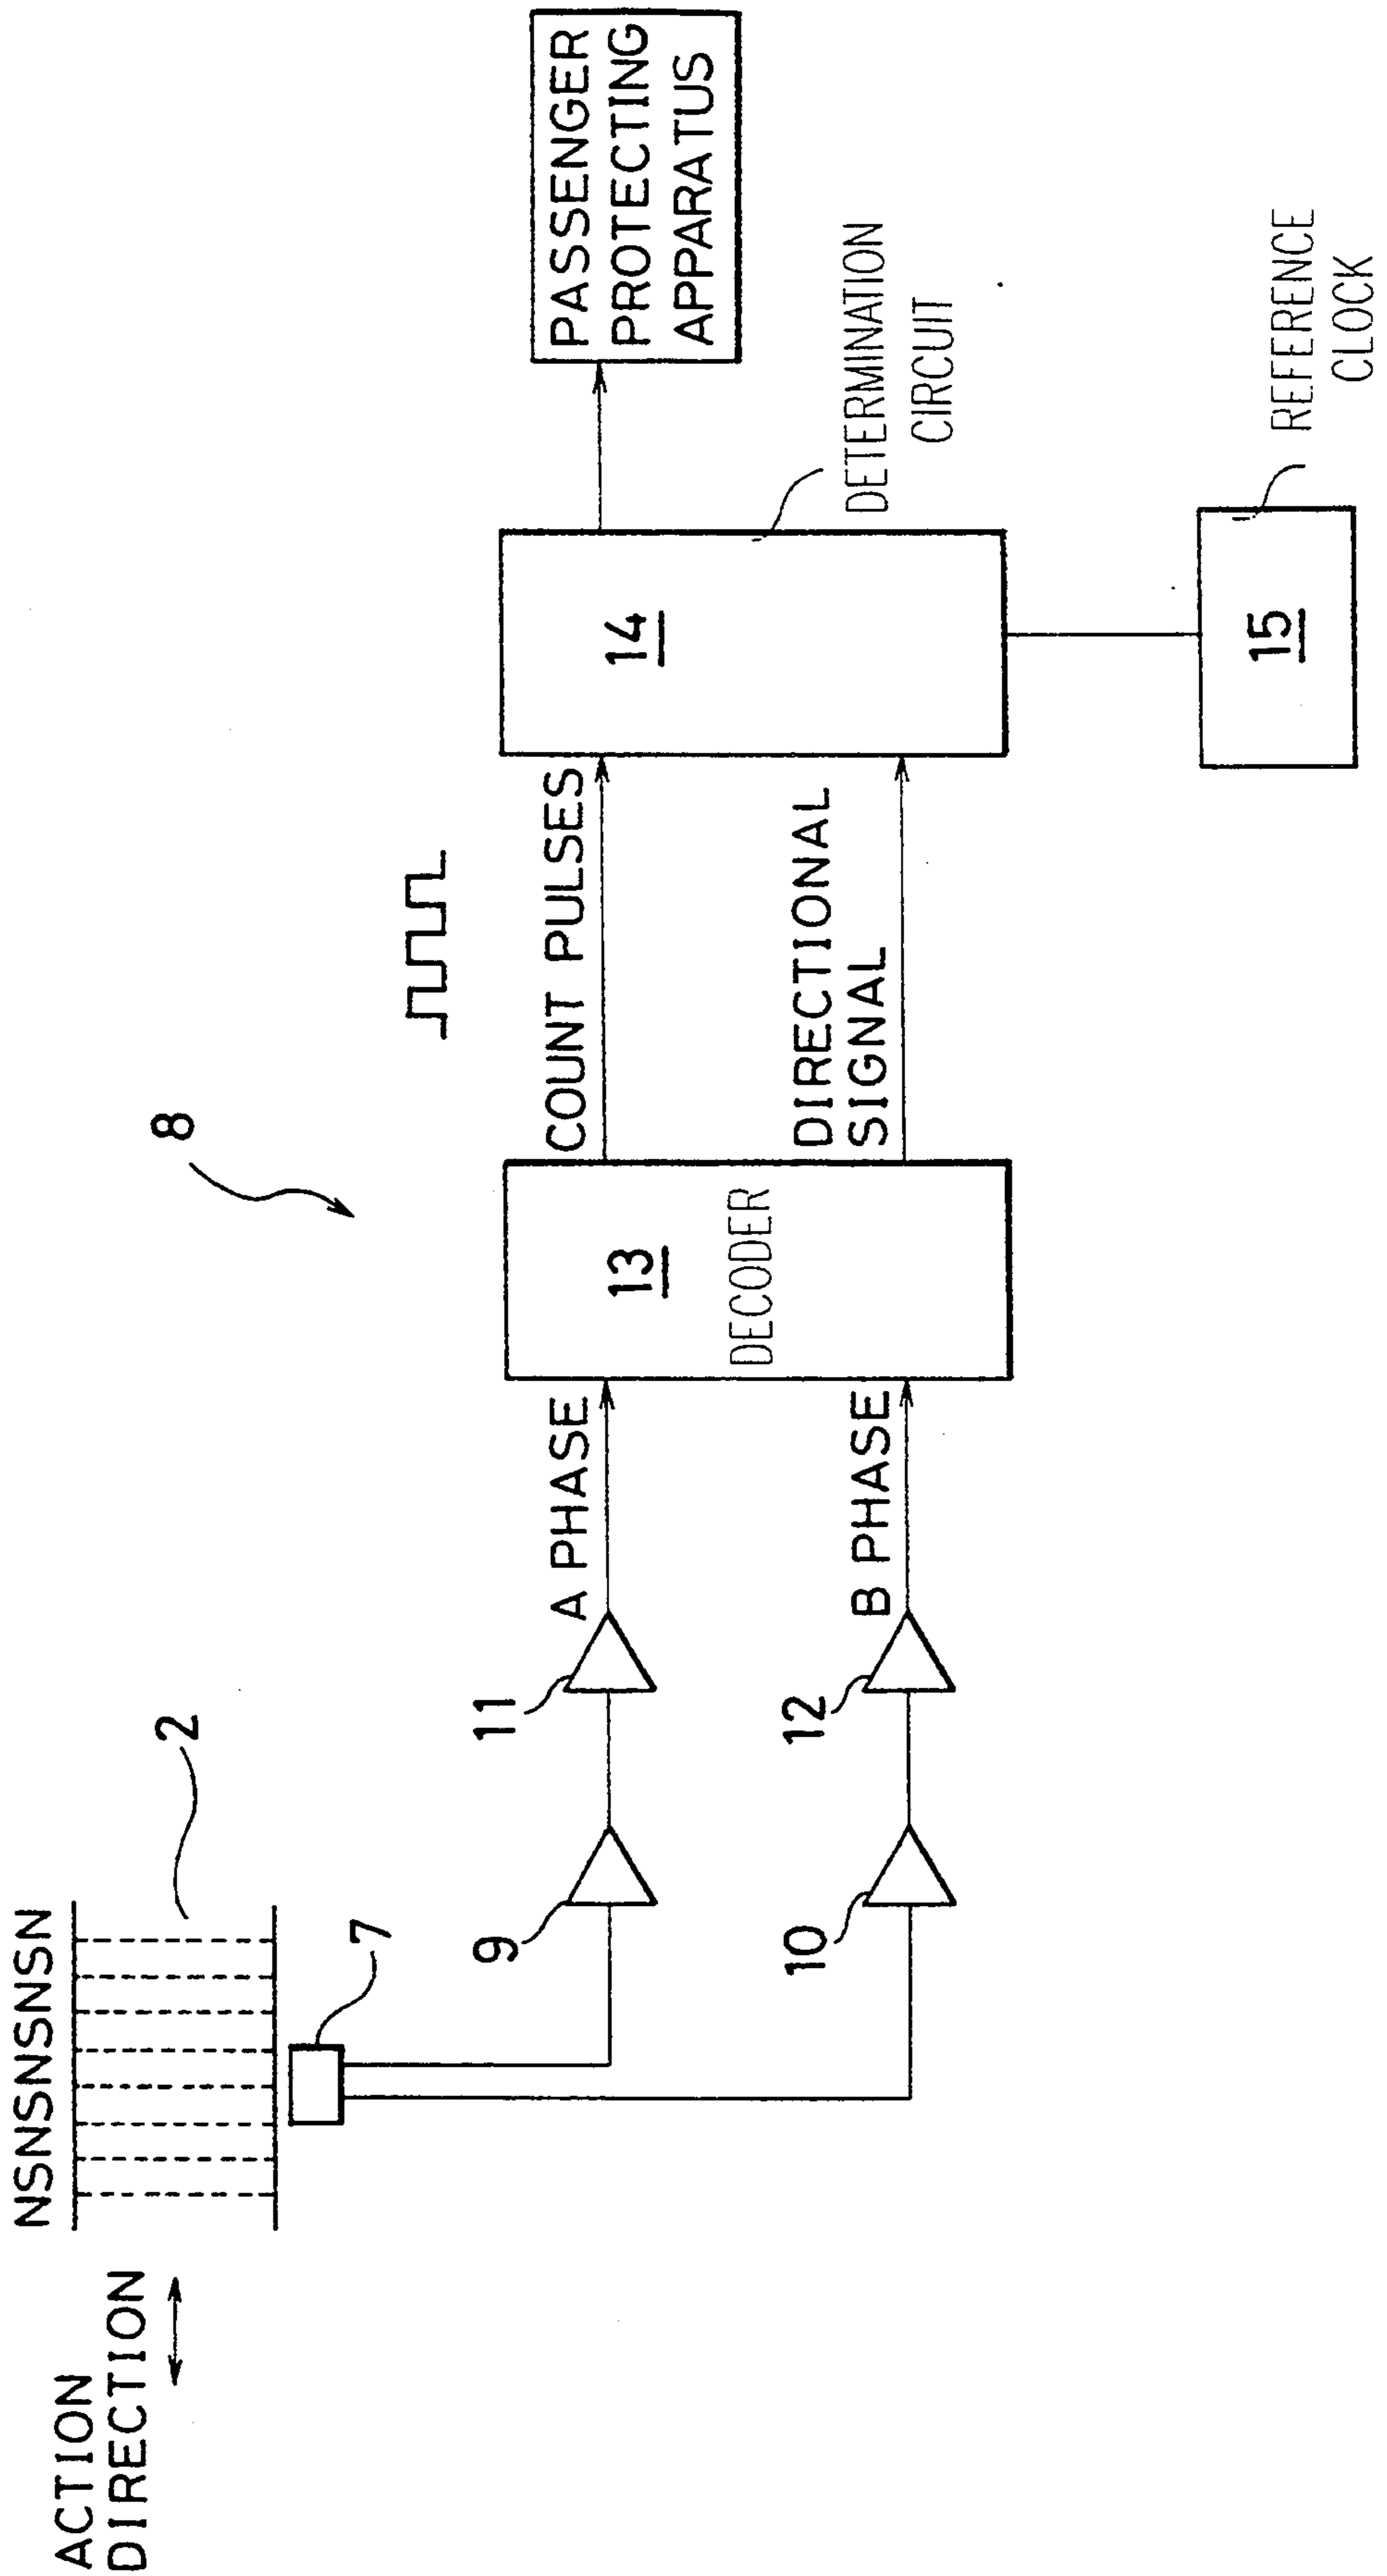 ACTION
DIRECTION
NSNSNSNSN
2
7
8
9
11
A PHASE
10
12
B PHASE
13
DECODER
COUNT PULSES
DIRECTIONAL
SIGNAL
14
DETERMINATION
CIRCUIT
15
REFERENCE
CLOCK
PASSENGER
PROTECTING
APPARATUS